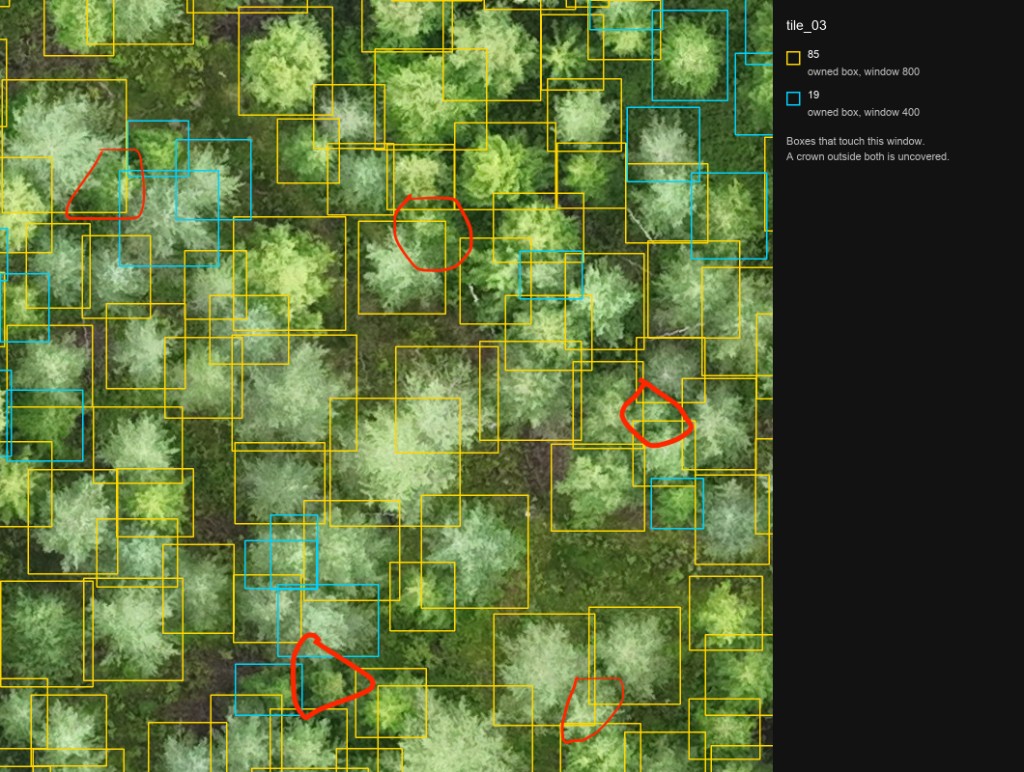 tile_03
85
owned box, window 800
19
owned box, window 400
Boxes that touch this window.
A crown outside both is uncovered.